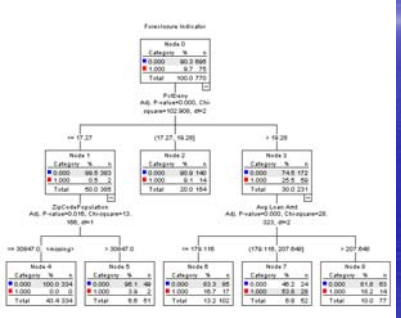 Foreclosure Indicator
Node 0
Category % n
0.000 90.3 695
1.000 9.7 75
Total 100.0 770
Adj. P-value=0.000, Chi-
square=102.906, df=2
<= 17.27
(17.27, 19.28]
> 19.28
Node 1
Category % n
0.000 99.5 383
1.000 0.5 2
Total 50.0 385
Node 2
Category % n
0.000 90.9 140
1.000 9.1 14
Total 20.0 154
Node 3
Category % n
0.000 74.5 172
1.000 25.5 59
Total 30.0 231
ZipCodePopulation
Adj. P-value=0.016, Chi-square=13.
166, df=1
Avg Loan Amt
Adj. P-value=0.000, Chi-square=28.
323, df=2
<= 30847.0; <missing>
> 30847.0
<= 179.116
(179.116, 207.648]
> 207.648
Node 4
Category % n
0.000 100.0 334
1.000 0.0 0
Total 43.4 334
Node 5
Category % n
0.000 96.1 49
1.000 3.9 2
Total 6.6 51
Node 6
Category % n
0.000 83.3 85
1.000 16.7 17
Total 13.2 102
Node 7
Category % n
0.000 46.2 24
1.000 53.8 28
Total 6.8 52
Node 8
Category % n
0.000 81.8 63
1.000 18.2 14
Total 10.0 77